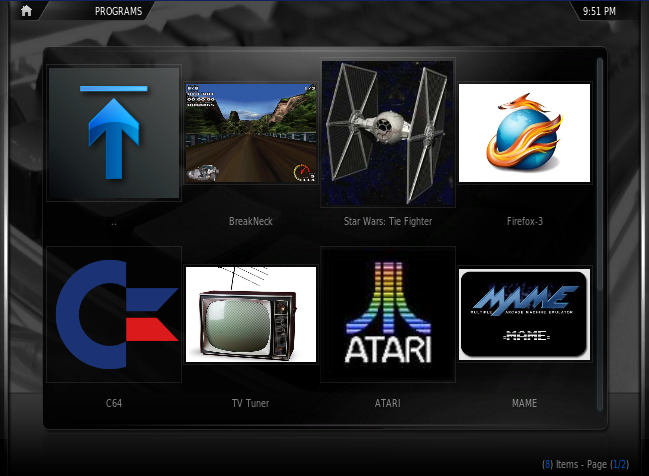 PROGRAMS
9:51 PM
..
BreakNeck
Star Wars: Tie Fighter
Firefox-3
ATARI
MAME
MULTIPLE ARCADE MACHINE EMULATOR
MAME
C64
TV Tuner
ATARI
MAME
(8) Items - Page (1/2)